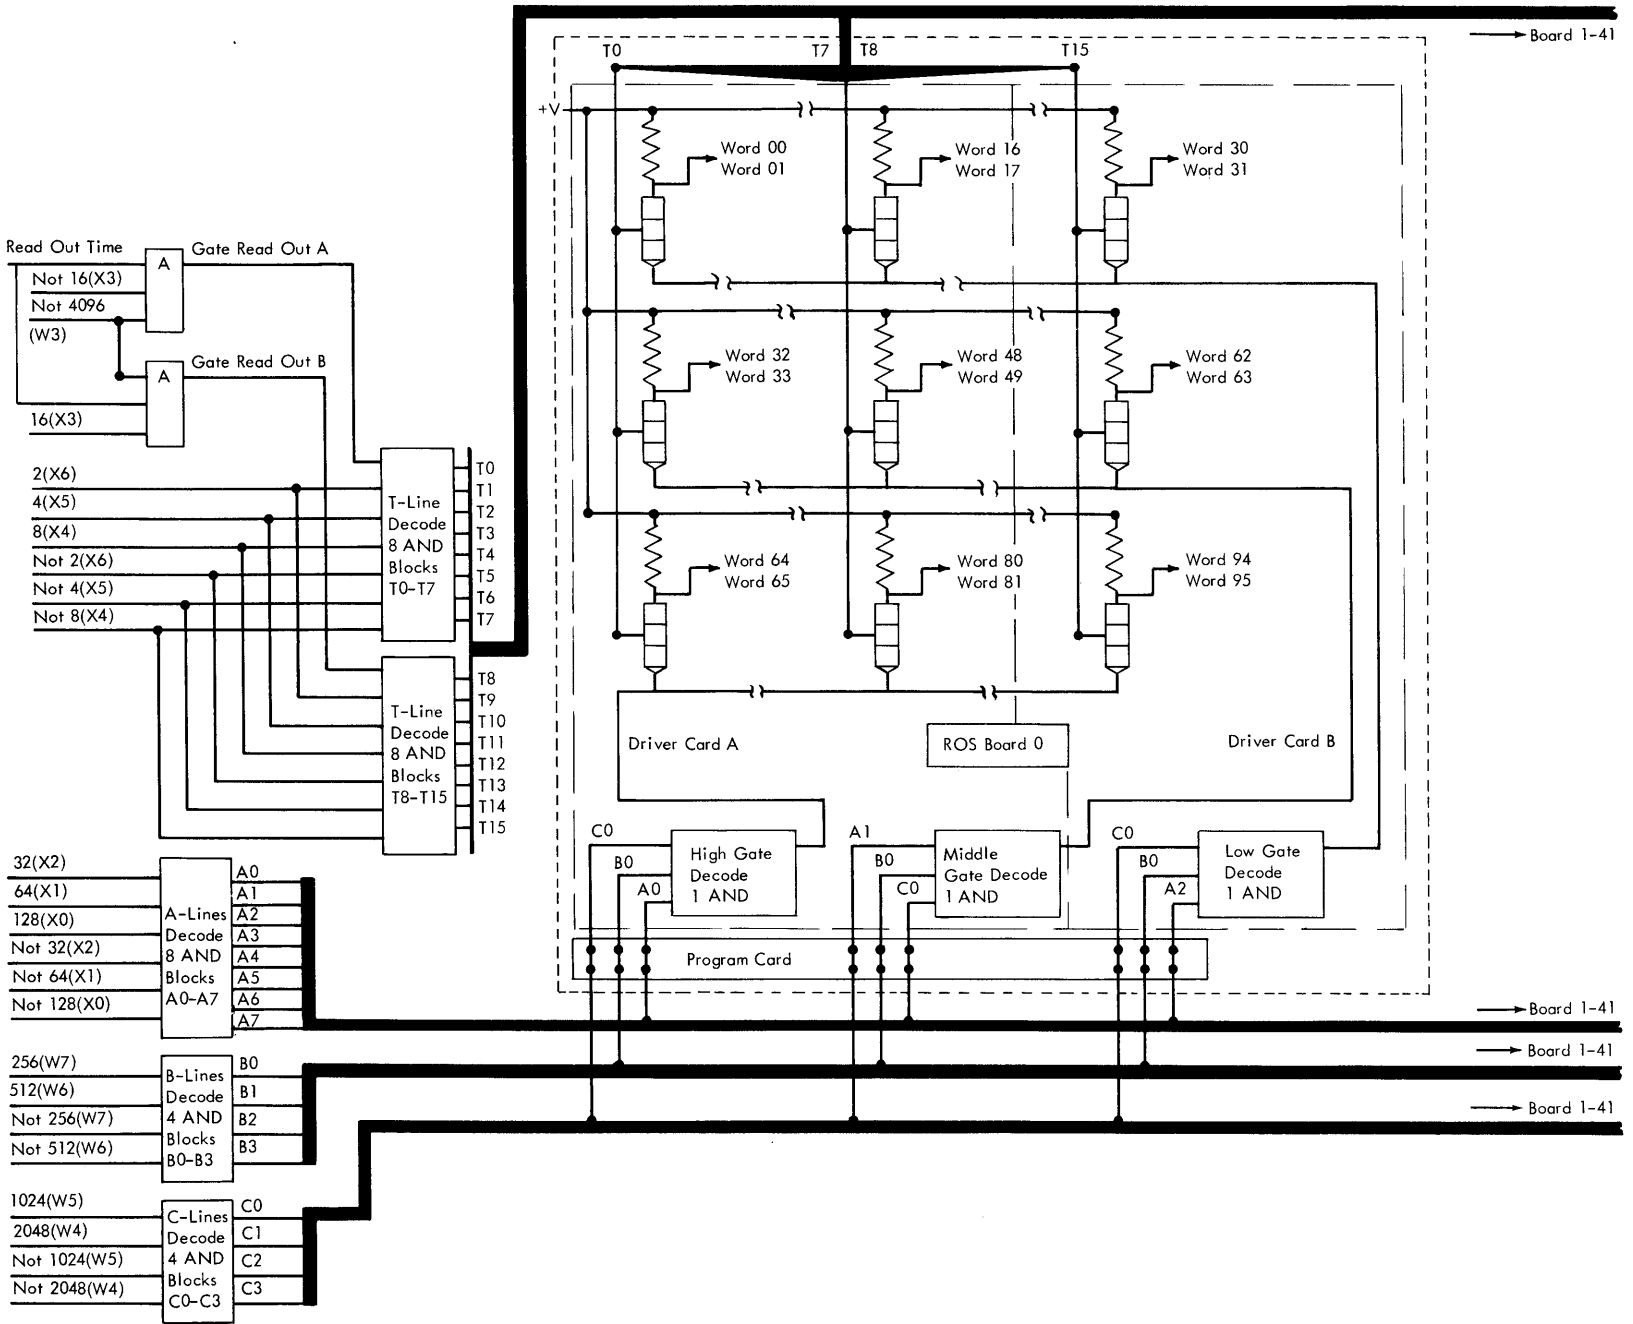 Board 1-41
T0 T7 T8 T15
+V
Word 00
Word 01
Word 16
Word 17
Word 30
Word 31
Read Out Time
A
Gate Read Out A
Not 16(X3)
Not 4096
(W3)
Word 32
Word 33
Word 48
Word 49
Word 62
Word 63
A
Gate Read Out B
16(X3)
2(X6)
4(X5)
8(X4)
Not 2(X6)
Not 4(X5)
Not 8(X4)
T-Line
Decode
8 AND
Blocks
T0-T7
T0
T1
T2
T3
T4
T5
T6
T7
Word 64
Word 65
Word 80
Word 81
Word 94
Word 95
T-Line
Decode
8 AND
Blocks
T8-T15
T8
T9
T10
T11
T12
T13
T14
T15
Driver Card A
ROS Board 0
Driver Card B
C0
B0
A0
High Gate
Decode
1 AND
A1
B0
C0
Middle
Gate Decode
1 AND
C0
B0
A2
Low Gate
Decode
1 AND
Program Card
32(X2)
64(X1)
128(X0)
Not 32(X2)
Not 64(X1)
Not 128(X0)
A-Lines
Decode
8 AND
Blocks
A0-A7
A0
A1
A2
A3
A4
A5
A6
A7
Board 1-41
Board 1-41
Board 1-41
256(W7)
512(W6)
Not 256(W7)
Not 512(W6)
B-Lines
Decode
4 AND
Blocks
B0-B3
B0
B1
B2
B3
1024(W5)
2048(W4)
Not 1024(W5)
Not 2048(W4)
C-Lines
Decode
4 AND
Blocks
C0-C3
C0
C1
C2
C3